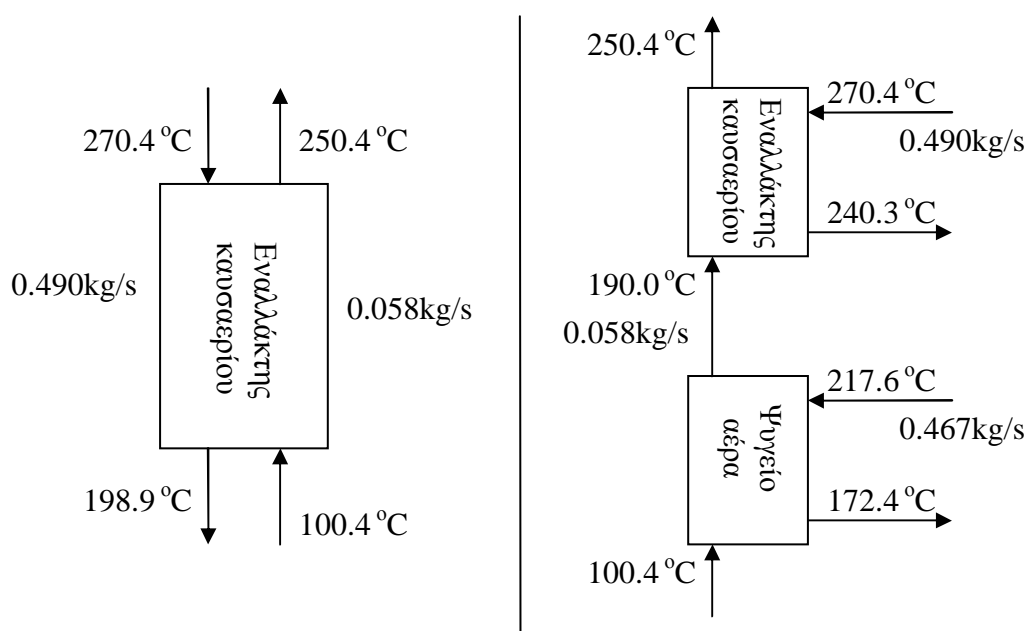 270.4 °C
250.4 °C
Εναλλάκτης
καυσαερίου
0.490kg/s
0.058kg/s
198.9 °C
100.4 °C
250.4 °C
Εναλλάκτης
καυσαερίου
270.4 °C
0.490kg/s
240.3 °C
190.0 °C
0.058kg/s
Ψυγείο
αέρα
217.6 °C
0.467kg/s
172.4 °C
100.4 °C